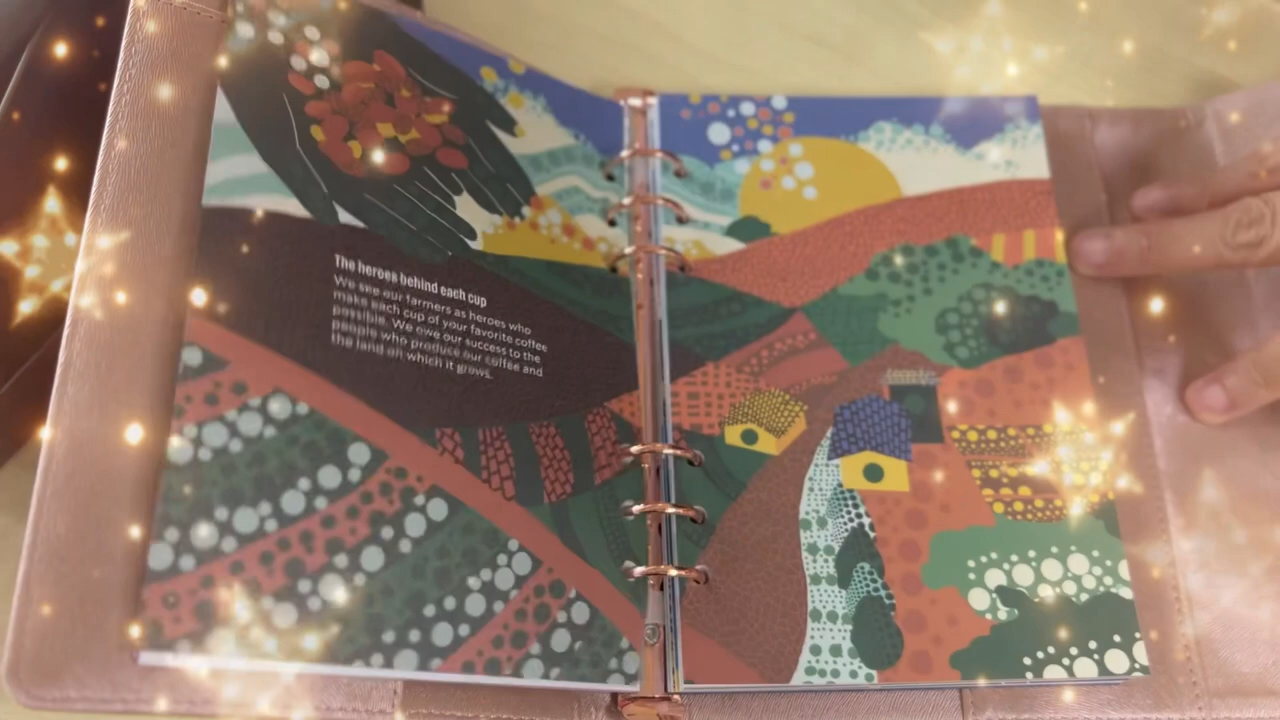 The heroes behind each cup
We see our farmers as heroes who
make each cup of your favorite coffee
possible. We owe our success to the
people who produce our coffee and
the land on which it grows.